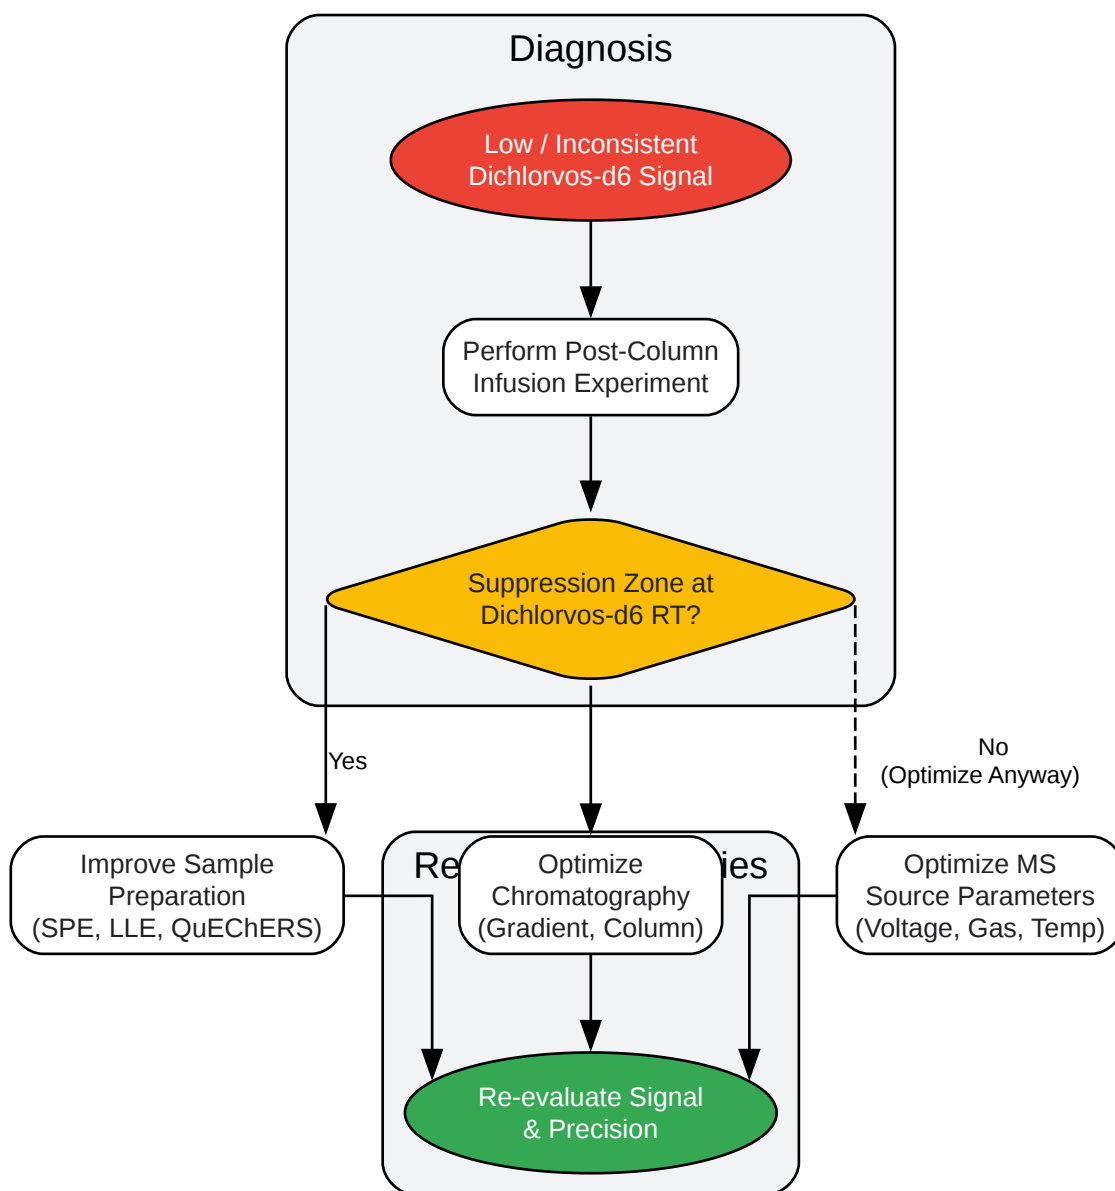 Diagnosis
Low / Inconsistent
Dichlorvos-d6 Signal
Perform Post-Column
Infusion Experiment
Suppression Zone at
Dichlorvos-d6 RT?
Yes
No
(Optimize Anyway)
Improve Sample
Preparation
(SPE, LLE, QuEChERS)
Optimize
Chromatography
(Gradient, Column)
Optimize MS
Source Parameters
(Voltage, Gas, Temp)
Re-evaluate Signal
& Precision